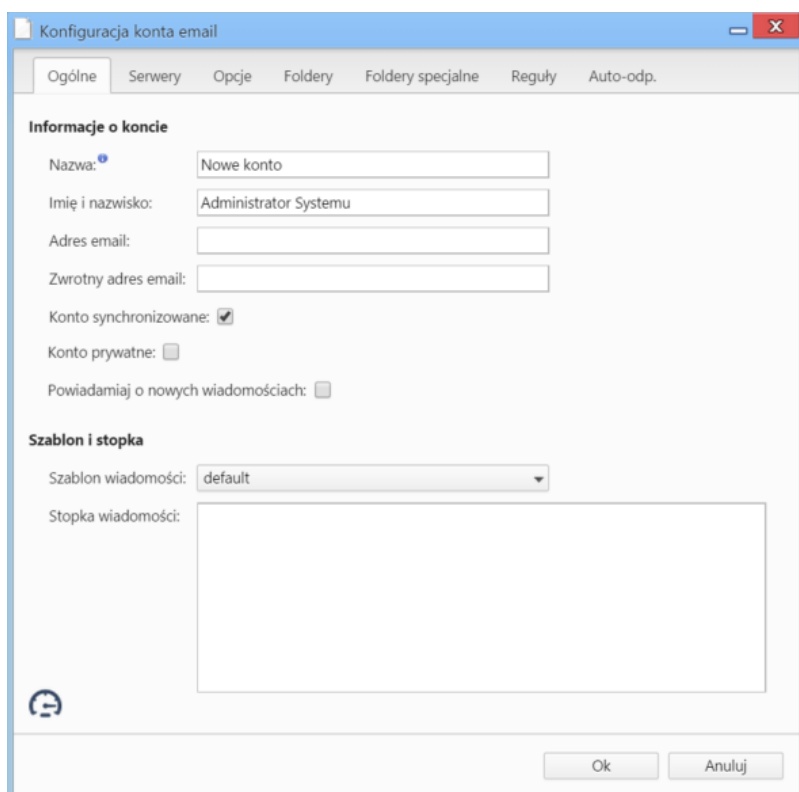 Konfiguracja konta email
Ogólne Serwery Opcje Foldery Foldery specjalne Reguły Auto-odp.
Informacje o koncie
Nazwa: Nowe konto
Imię i nazwisko: Administrator Systemu
Adres email:
Zwrotny adres email:
Konto synchronizowane:
Konto prywatne:
Powiadamiaj o nowych wiadomościach:
Szablon i stopka
Szablon wiadomości: default
Stopka wiadomości:
Ok Anuluj